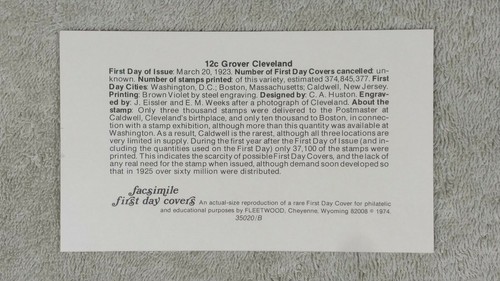 12c Grover Cleveland
First Day of Issue: March 20, 1923. Number of First Day Covers cancelled: un-
known. Number of stamps printed: of this variety, estimated 374,845,377. First
Day Cities: Washington, D.C.; Boston, Massachusetts; Caldwell, New Jersey.
Printing: Brown Violet by steel engraving. Designed by: C. A. Huston. Engrav-
ed by: J. Eissler and E. M. Weeks after a photograph of Cleveland. About the
stamp: Only three thousand stamps were delivered to the Postmaster at
Caldwell, Cleveland's birthplace, and only ten thousand to Boston, in connec-
tion with a stamp exhibition, although more than this quantity was available at
Washington. As a result, Caldwell is the rarest, although all three locations are
very limited in supply. During the first year after the First Day of Issue (and in-
cluding the quantities used on the First Day) only 37,100 of the stamps were
printed. This indicates the scarcity of possible First Day Covers, and the lack of
any real need for the stamp when issued, although demand soon developed so
that in 1925 over sixty million were distributed.
facsimile
first day covers An actual-size reproduction of a rare First Day Cover for philatelic
and educational purposes by FLEETWOOD, Cheyenne, Wyoming 82008 © 1974.
35020/B